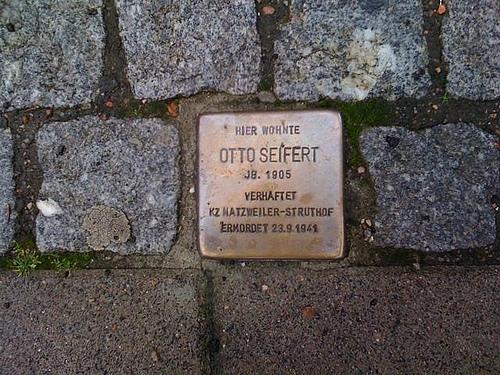 HIER WOHNTE
OTTO SEIFERT
JG. 1905
VERHAFTET
KZ NATZWEILER-STRUTHOF
ERMORDET 23.9.1941